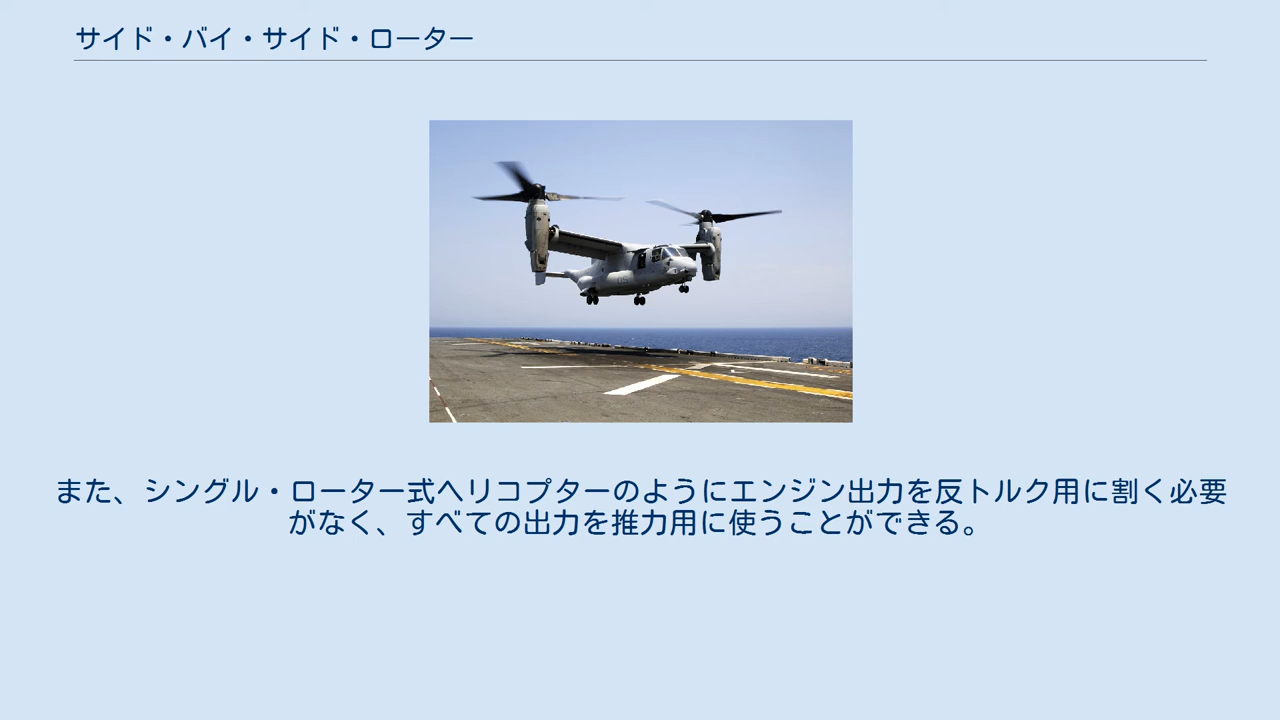 サイド・バイ・サイド・ローター
また、シングル・ローター式ヘリコプターのようにエンジン出力を反トルク用に割く必要
がなく、すべての出力を推力用に使うことができる。